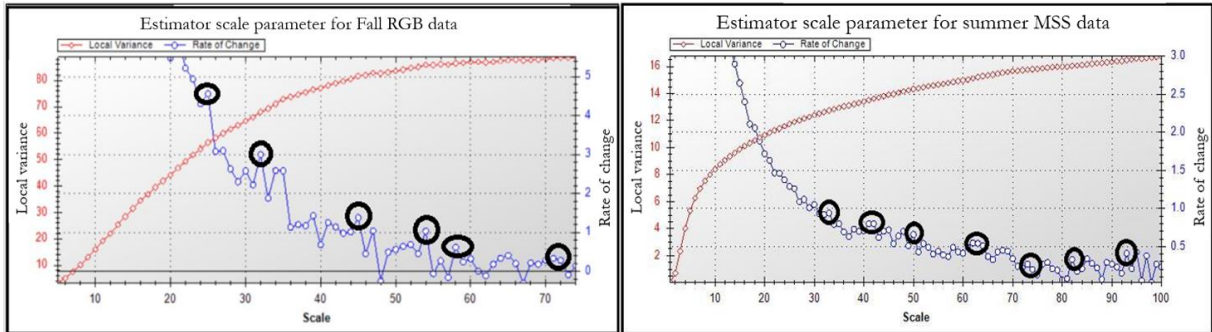 Estimator scale parameter for Fall RGB data
Local Variance Rate of Change
80
70
60
50
40
30
20
10
5
4
3
2
1
0
Local variance
Rate of change
10 20 30 40 50 60 70
Scale
Estimator scale parameter for summer MSS data
Local Variance Rate of Change
16
14
12
10
8
6
4
2
3.0
2.5
2.0
1.5
1.0
0.5
Local variance
Rate of change
10 20 30 40 50 60 70 80 90 100
Scale